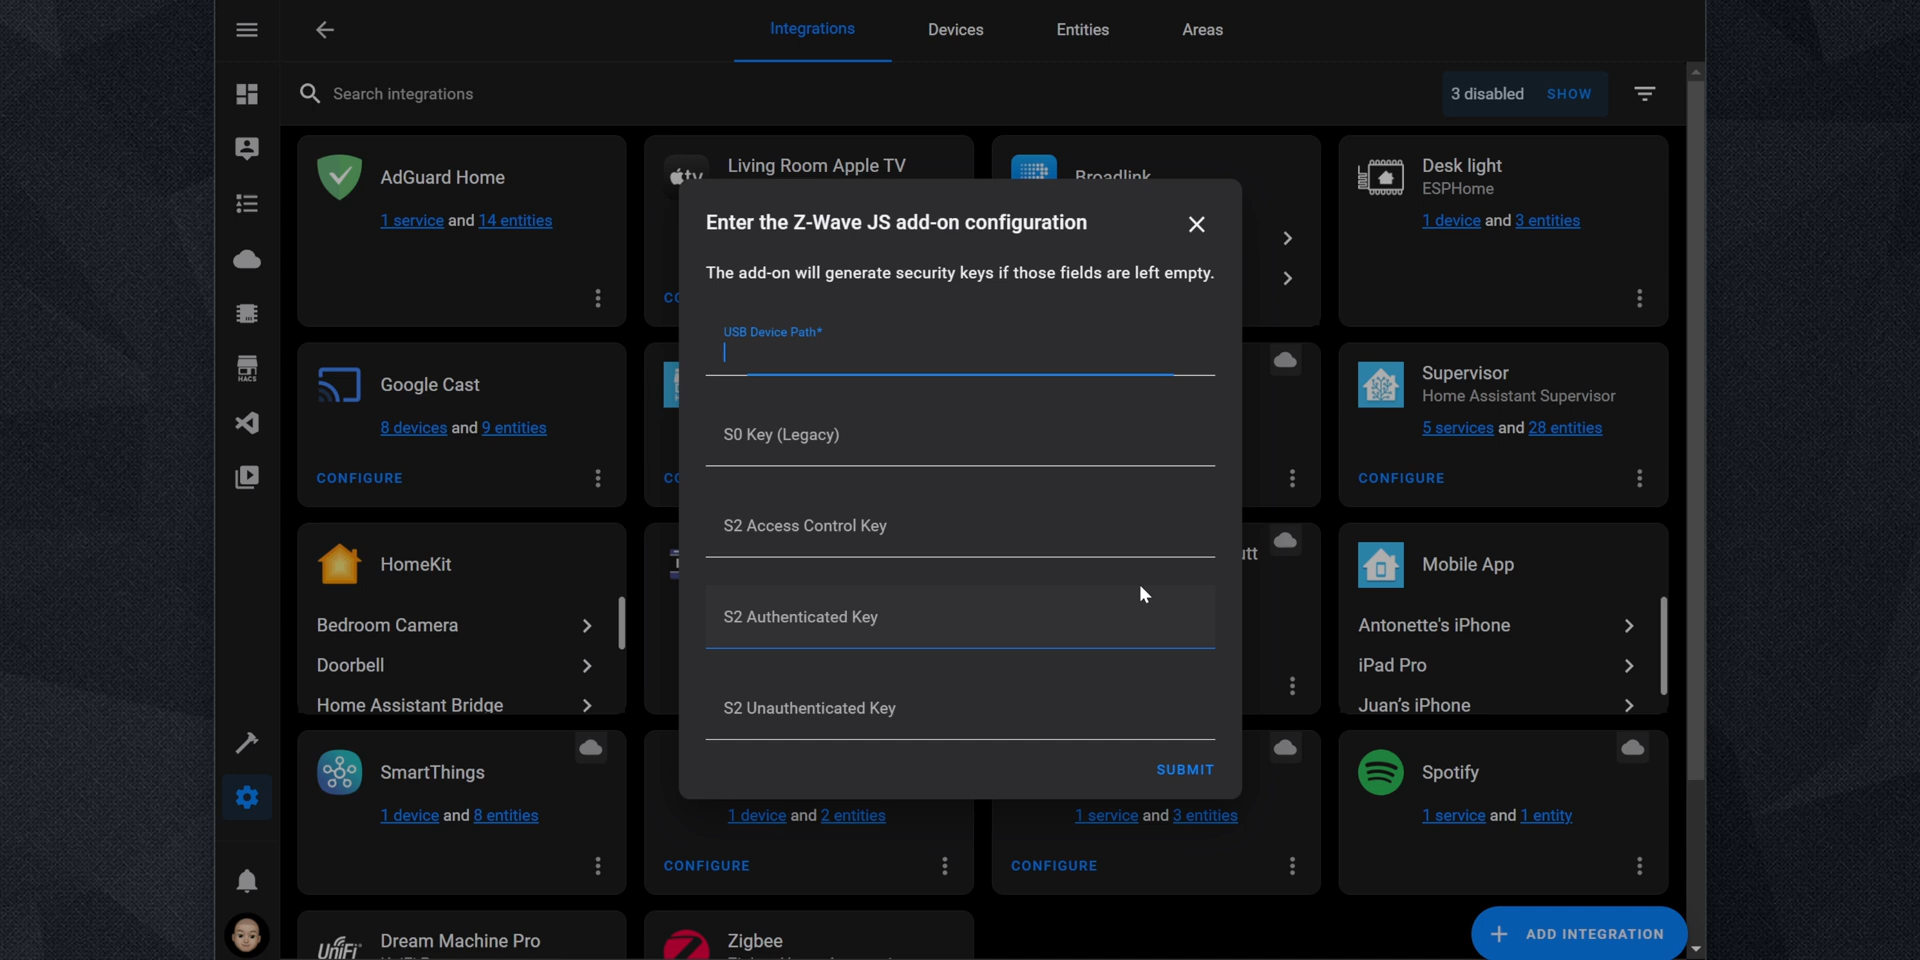 Integrations
Devices
Entities
Areas
Search integrations
3 disabled SHOW
AdGuard Home
1 service and 14 entities
Living Room Apple TV
Broadlink
Desk light
ESPHome
1 device and 3 entities
Enter the Z-Wave JS add-on configuration
The add-on will generate security keys if those fields are left empty.
USB Device Path*
S0 Key (Legacy)
S2 Access Control Key
S2 Authenticated Key
S2 Unauthenticated Key
SUBMIT
HACS
Google Cast
8 devices and 9 entities
CONFIGURE
Supervisor
Home Assistant Supervisor
5 services and 28 entities
CONFIGURE
HomeKit
Bedroom Camera
Doorbell
Home Assistant Bridge
Mobile App
Antonette's iPhone
iPad Pro
Juan's iPhone
SmartThings
1 device and 8 entities
1 device and 2 entities
CONFIGURE
1 service and 3 entities
CONFIGURE
Spotify
1 service and 1 entity
UniFi
Dream Machine Pro
Zigbee
ADD INTEGRATION